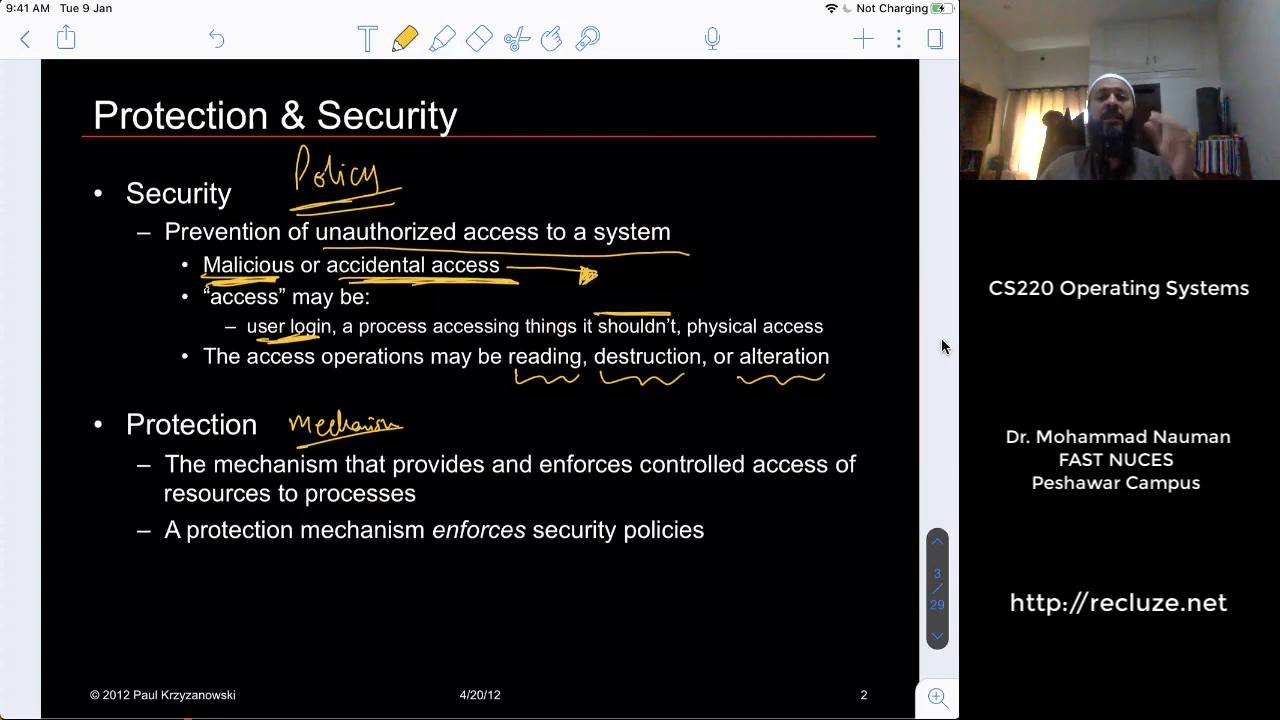 9:41 AM Tue 9 Jan
Not Charging
Protection & Security
Policy
• Security
– Prevention of unauthorized access to a system
• Malicious or accidental access
• “access” may be:
– user login, a process accessing things it shouldn’t, physical access
• The access operations may be reading, destruction, or alteration
• Protection mechanism
– The mechanism that provides and enforces controlled access of
resources to processes
– A protection mechanism enforces security policies
© 2012 Paul Krzyzanowski 4/20/12 2
3
/
29
CS220 Operating Systems
Dr. Mohammad Nauman
FAST NUCES
Peshawar Campus
http://recluze.net